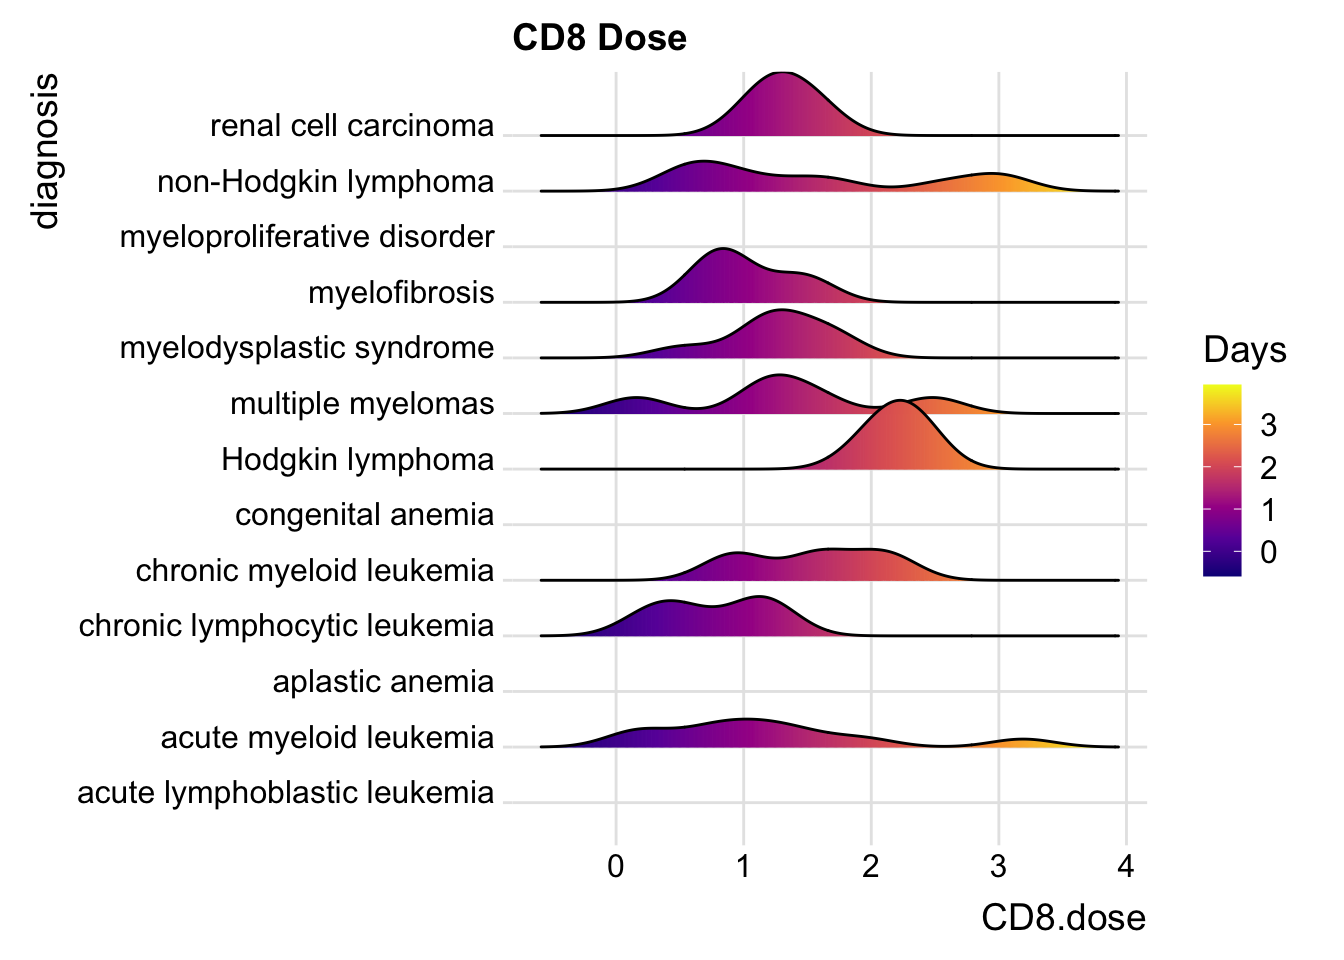 CD8 Dose
diagnosis
renal cell carcinoma
non-Hodgkin lymphoma
myeloproliferative disorder
myelofibrosis
myelodysplastic syndrome
multiple myelomas
Hodgkin lymphoma
congenital anemia
chronic myeloid leukemia
chronic lymphocytic leukemia
aplastic anemia
acute myeloid leukemia
acute lymphoblastic leukemia
0 1 2 3 4
CD8.dose
Days
3
2
1
0